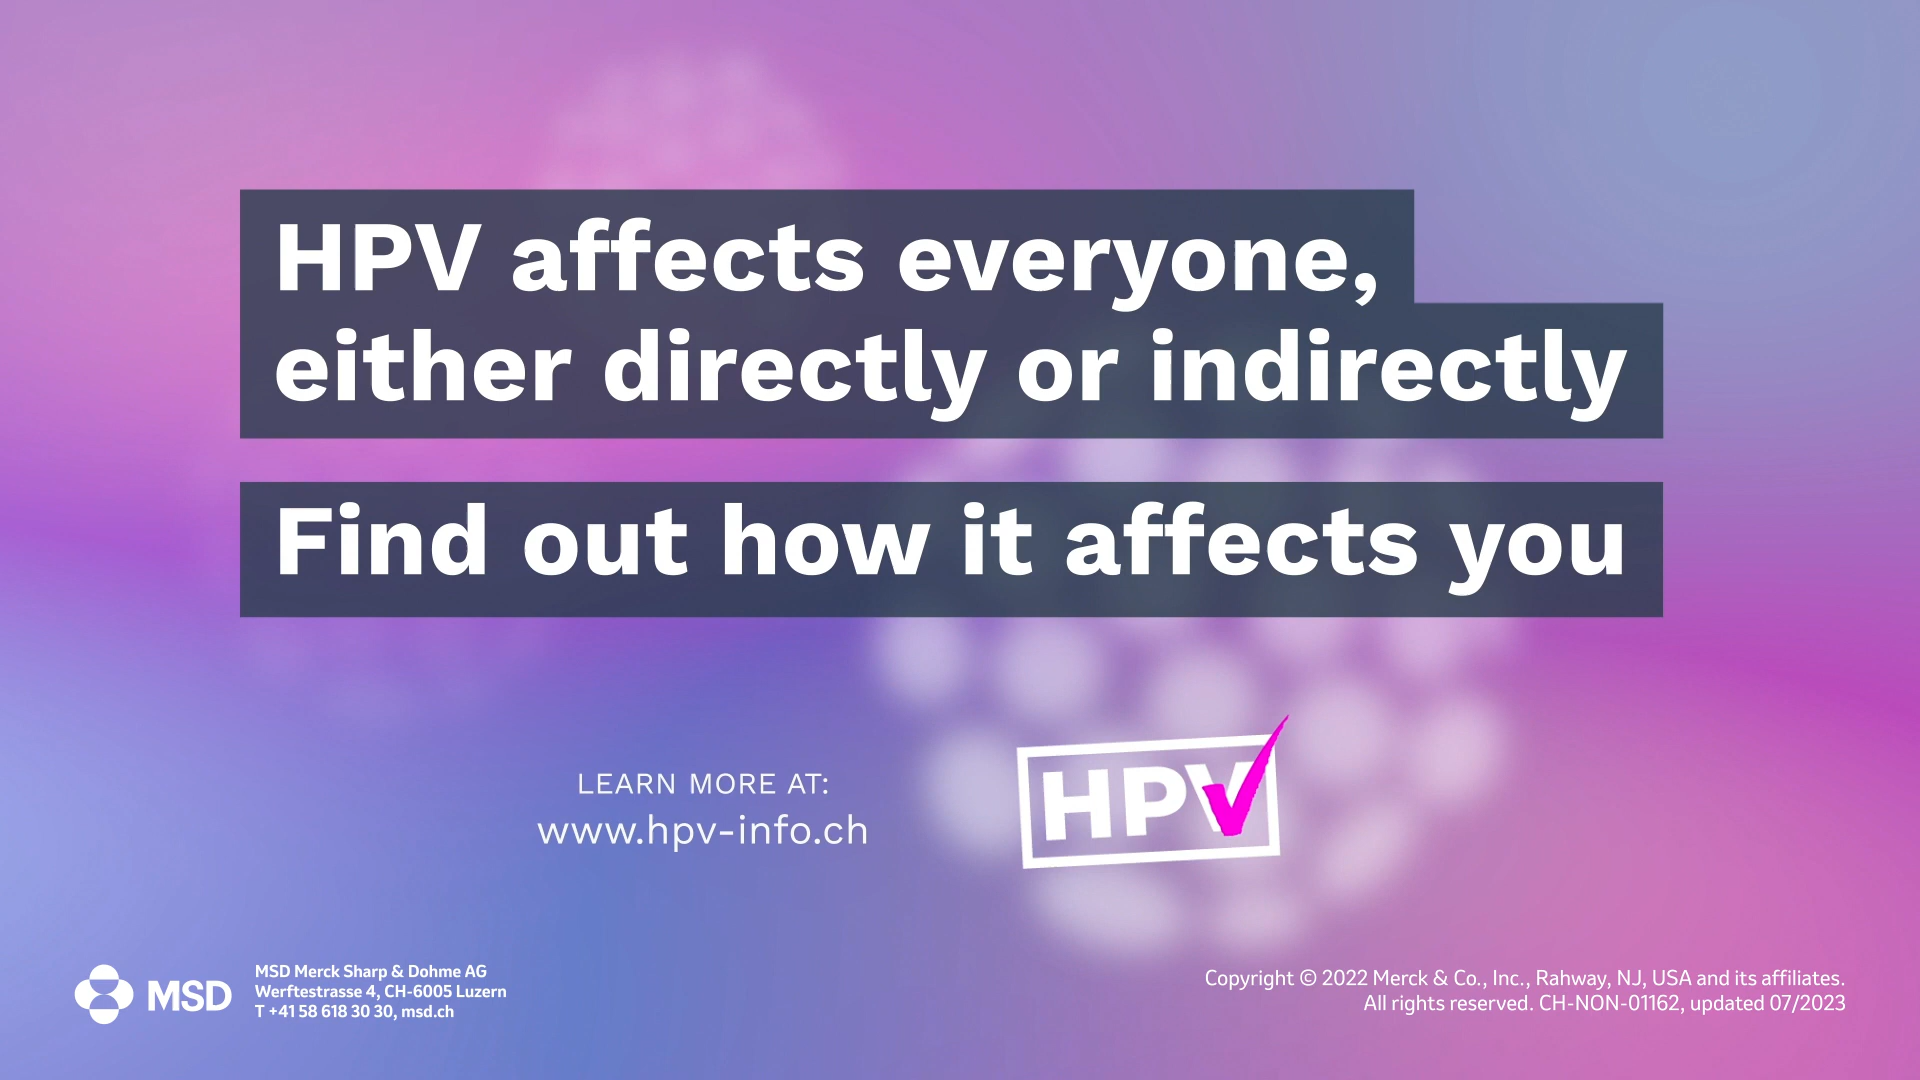 HPV affects everyone,
either directly or indirectly
Find out how it affects you
LEARN MORE AT:
www.hpv-info.ch
HPV
MSD
MSD Merck Sharp & Dohme AG
Werftestrasse 4, CH-6005 Luzern
T +41 58 618 30 30, msd.ch
Copyright © 2022 Merck & Co., Inc., Rahway, NJ, USA and its affiliates.
All rights reserved. CH-NON-01162, updated 07/2023